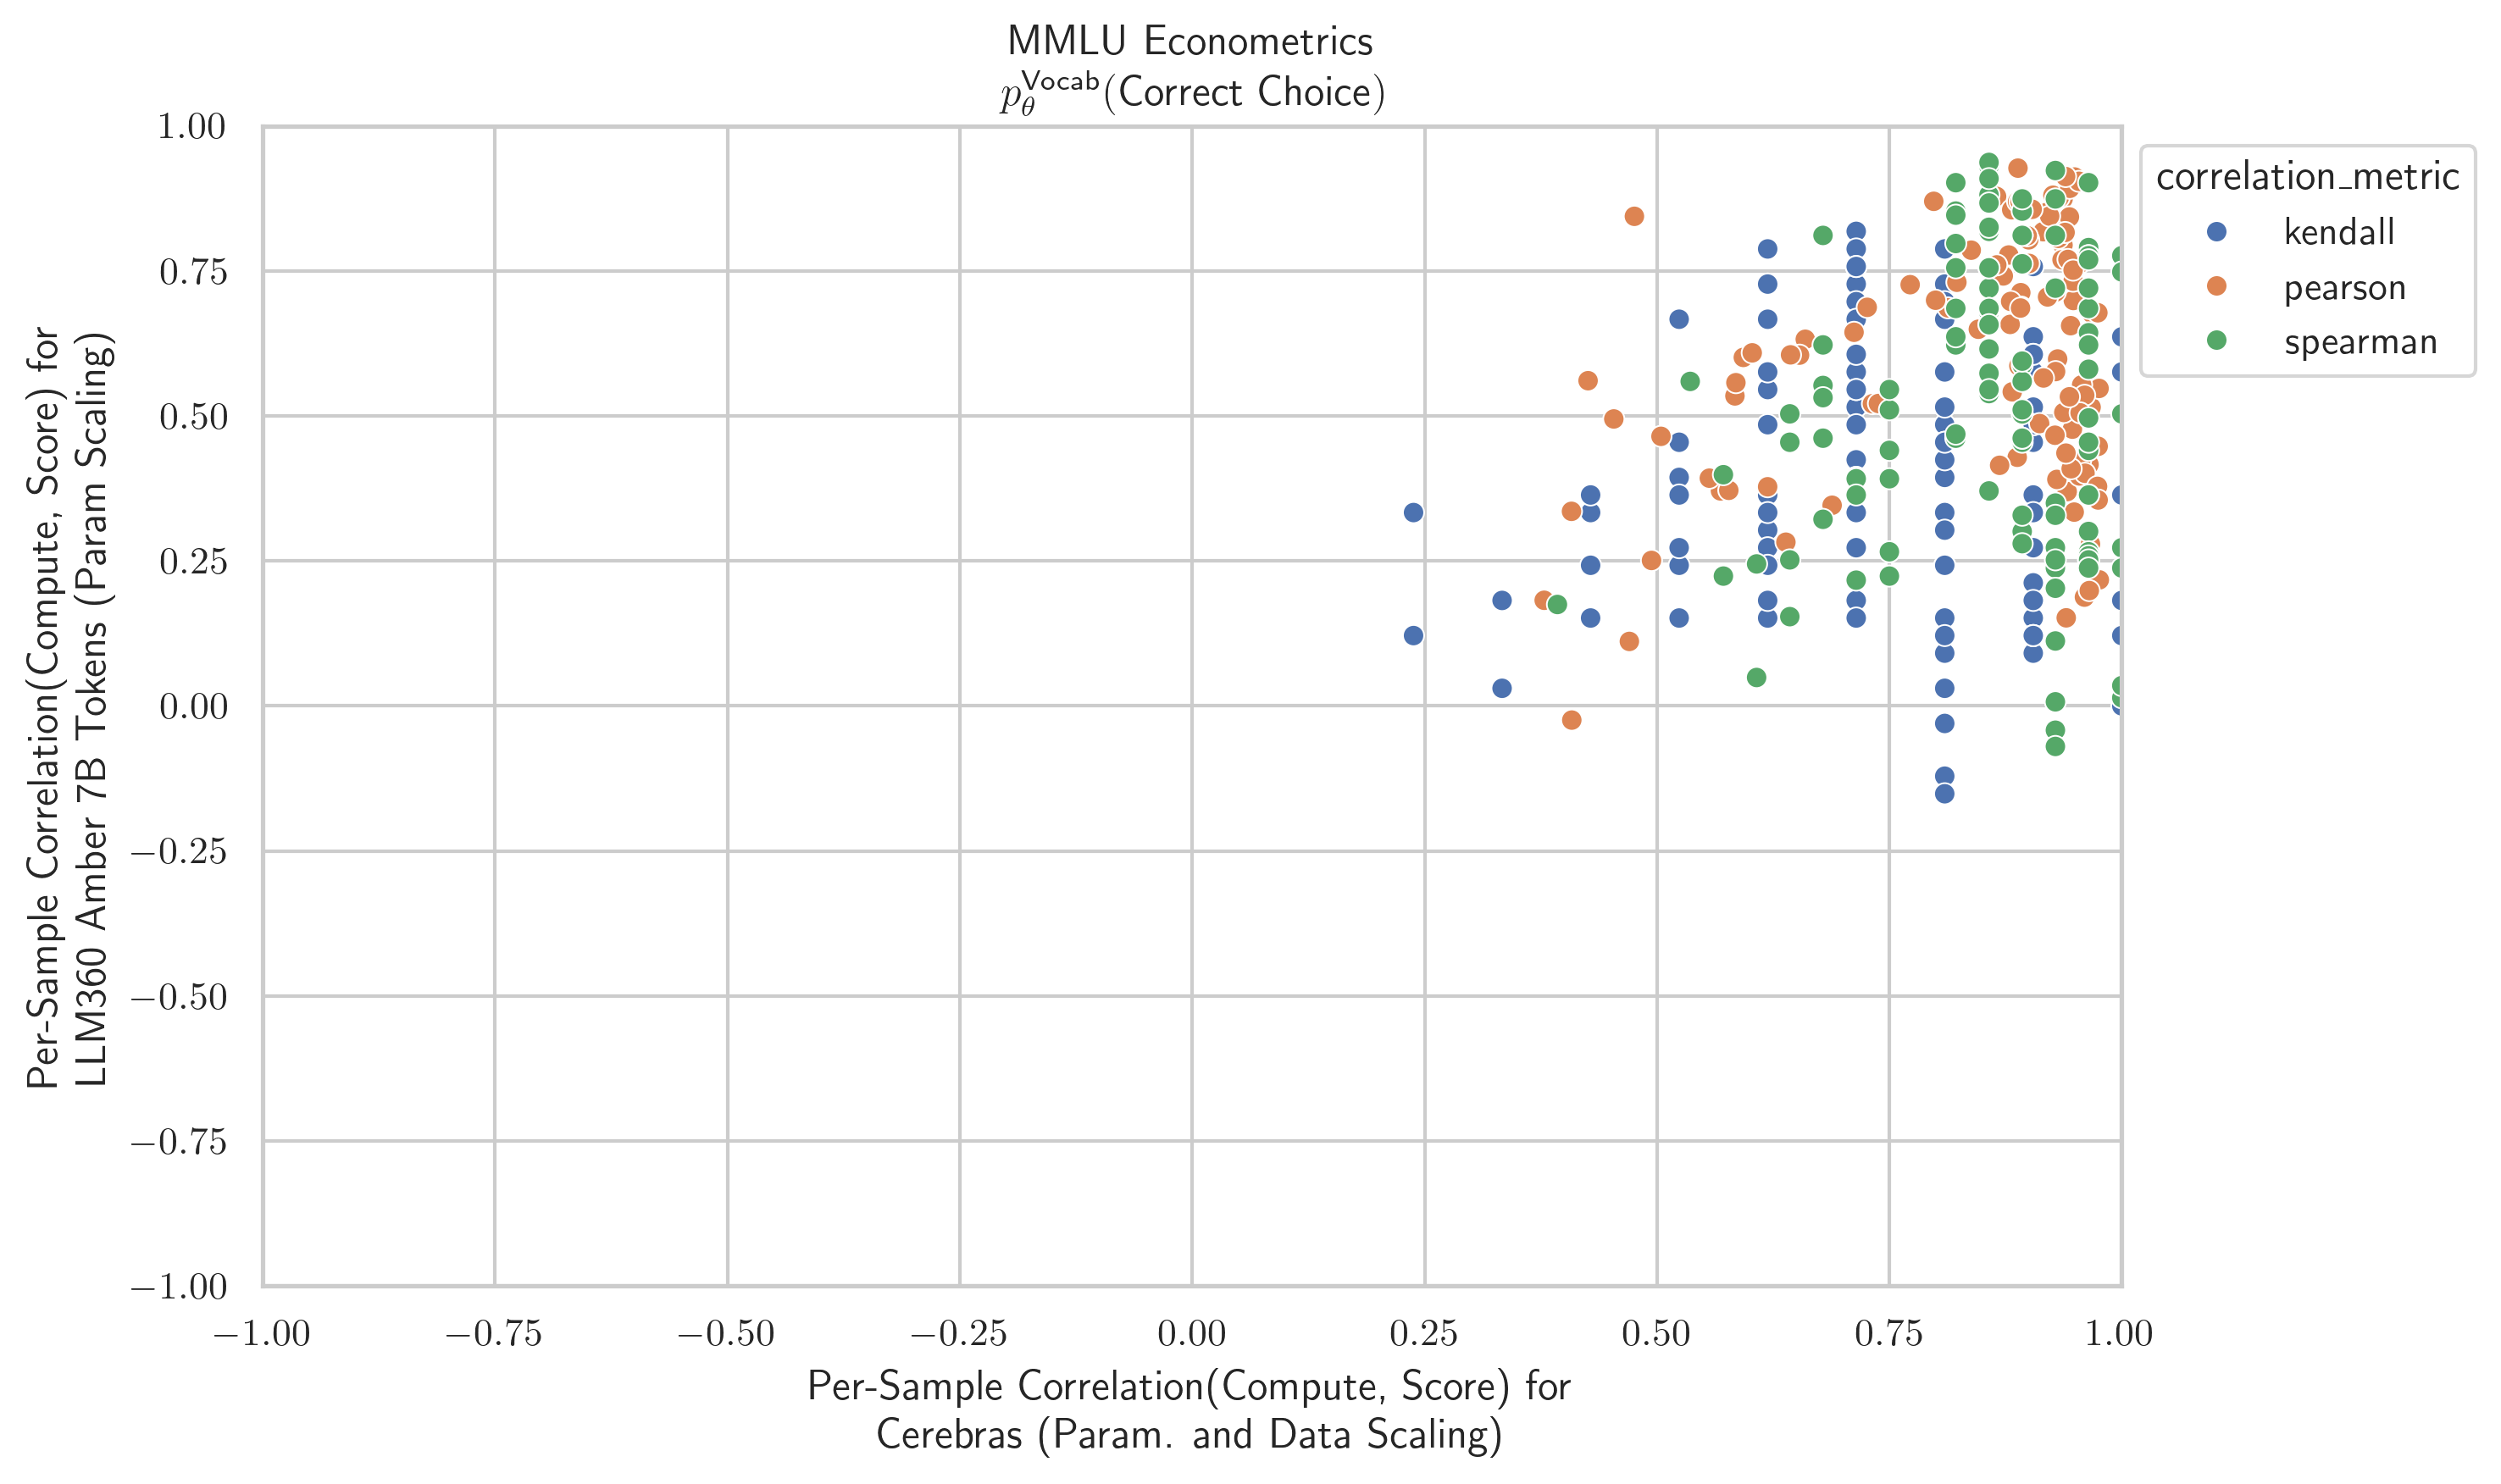 MMLU Econometrics
p_θ^Vocab(Correct Choice)
1.00
0.75
0.50
0.25
0.00
−0.25
−0.50
−0.75
−1.00
Per-Sample Correlation(Compute, Score) for
LLM360 Amber 7B Tokens (Param Scaling)
−1.00
−0.75
−0.50
−0.25
0.00
0.25
0.50
0.75
1.00
Per-Sample Correlation(Compute, Score) for
Cerebras (Param. and Data Scaling)
correlation_metric
kendall
pearson
spearman